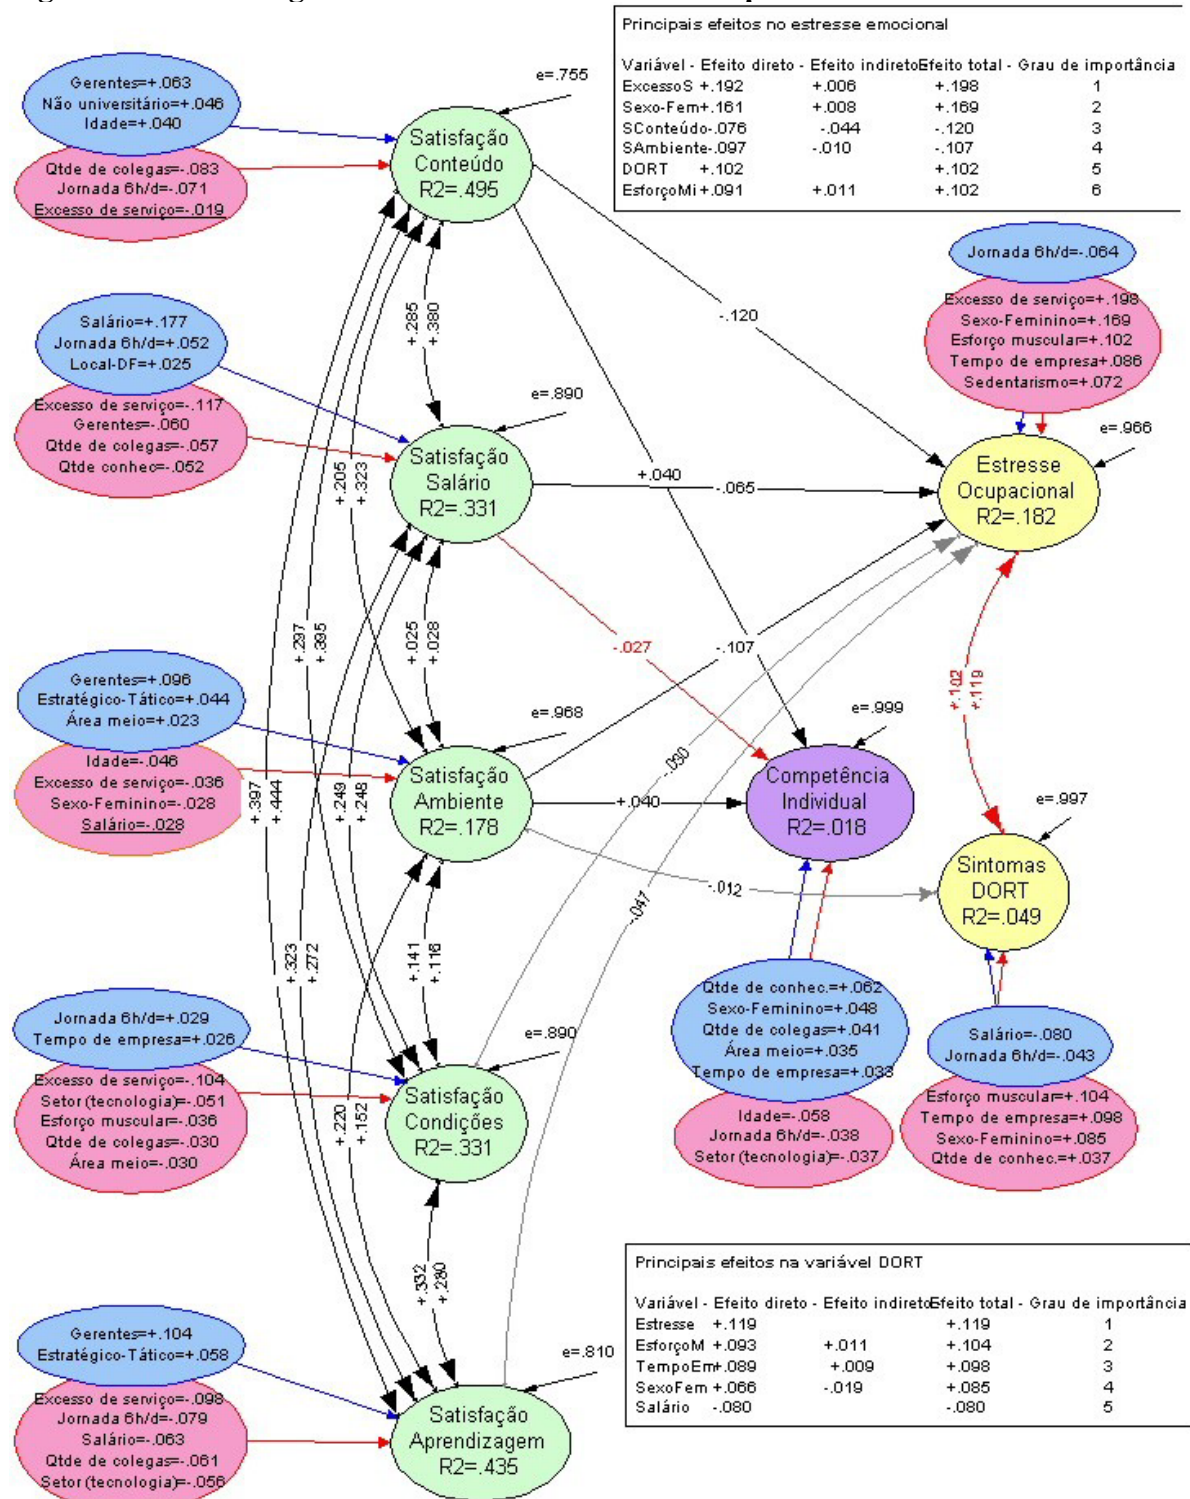 Principais efeitos no estresse emocional
Variável - Efeito direto - Efeito indireto Efeito total - Grau de importância
ExcessoS +.192 +.006 +.198 1
Sexo-Fem +.161 +.008 +.169 2
SConteúdo -.076 -.044 -.120 3
SAmbiente -.097 -.010 -.107 4
DORT +.102 +.102 5
EsforçoMi +.091 +.011 +.102 6
Gerentes=+.063
Não universitário=+.046
Idade=+.040
Qtde de colegas=-.083
Jornada 6h/d=-.071
Excesso de serviço=-.019
e=.755
Satisfação
Conteúdo
R2=.495
Jornada 6h/d=-.064
Excesso de serviço=+.198
Sexo-Feminino=+.169
Esforço muscular=+.102
Tempo de empresa+.086
Sedentarismo=+.072
+.285
+.380
-.120
Salário=+.177
Jornada 6h/d=+.052
Local-DF=+.025
Excesso de serviço=-.117
Gerentes=-.060
Qtde de colegas=-.057
Qtde conhec=-.052
e=.890
Satisfação
Salário
R2=.331
+.205
+.323
+.040
-.065
e=.966
Estresse
Ocupacional
R2=.182
+.297
+.395
+.025
+.028
-.027
-.107
+.102
+.119
Gerentes=+.096
Estratégico-Tático=+.044
Área meio=+.023
Idade=-.046
Excesso de serviço=-.036
Sexo-Feminino=-.028
Salário=-.028
e=.968
Satisfação
Ambiente
R2=.178
+.397
+.444
+.249
+.248
+.040
-.030
e=.999
Competência
Individual
R2=.018
e=.997
Sintomas
DORT
R2=.049
-.012
-.047
+.323
+.272
+.141
+.116
Qtde de conhec.=+.062
Sexo-Feminino=+.048
Qtde de colegas=+.041
Área meio=+.035
Tempo de empresa=+.033
Idade=-.058
Jornada 6h/d=-.038
Setor (tecnologia)=-.037
Salário=-.080
Jornada 6h/d=-.043
Esforço muscular=+.104
Tempo de empresa=+.098
Sexo-Feminino=+.085
Qtde de conhec.=+.037
Jornada 6h/d=+.029
Tempo de empresa=+.026
Excesso de serviço=-.104
Setor (tecnologia)=-.051
Esforço muscular=-.036
Qtde de colegas=-.030
Área meio=-.030
e=.890
Satisfação
Condições
R2=.331
+.220
+.152
+.332
+.280
Gerentes=+.104
Estratégico-Tático=+.058
Excesso de serviço=-.098
Jornada 6h/d=-.079
Salário=-.063
Qtde de colegas=-.061
Setor (tecnologia)=-.056
e=.810
Satisfação
Aprendizagem
R2=.435
Principais efeitos na variável DORT
Variável - Efeito direto - Efeito indireto Efeito total - Grau de importância
Estresse +.119 +.119 1
EsforçoM +.093 +.011 +.104 2
TempoEm +.089 +.009 +.098 3
SexoFem +.066 -.019 +.085 4
Salário -.080 -.080 5